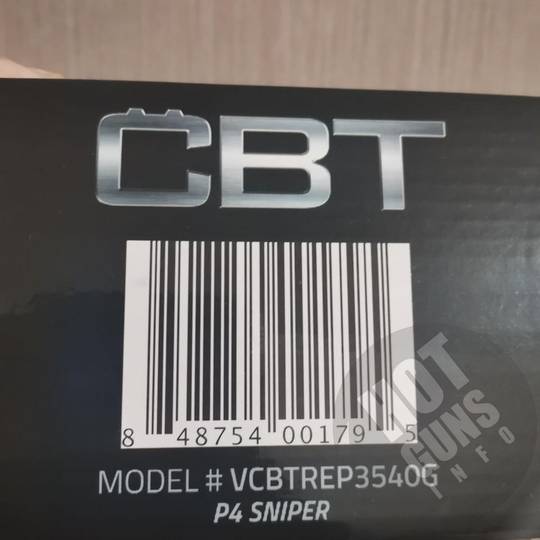 CBT
8 48754 00179 5
MODEL # VCBTREP3540G
P4 SNIPER
HOT
GUNS
INFO